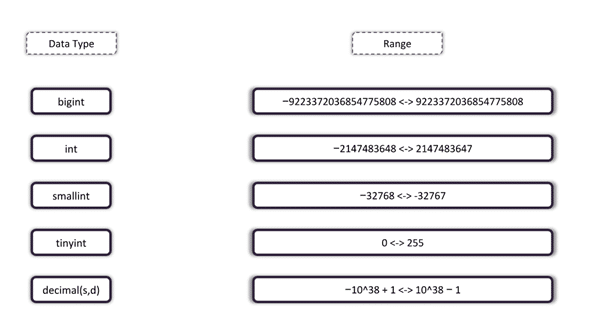 Data Type Range
bigint −9223372036854775808 <-> 9223372036854775808
int −2147483648 <-> 2147483647
smallint −32768 <-> -32767
tinyint 0 <-> 255
decimal(s,d) −10^38 + 1 <-> 10^38 − 1